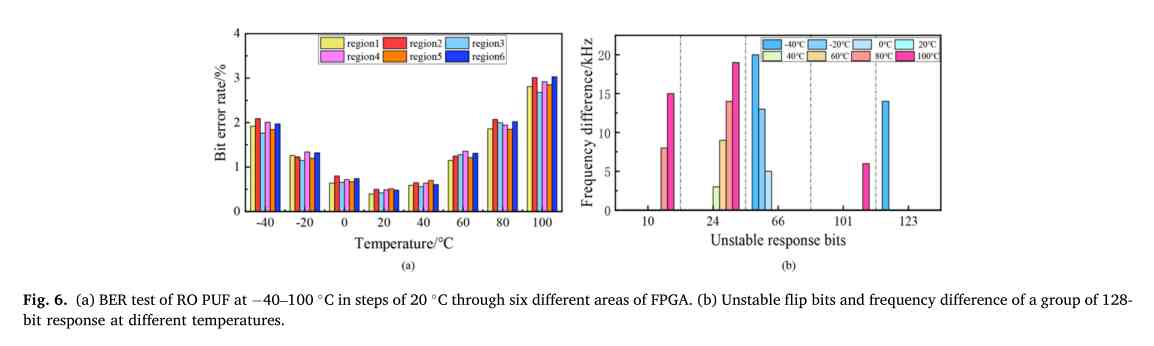 4
3
2
1
0
Bit error rate/%
region1 region2 region3
region4 region5 region6
-40 -20 0 20 40 60 80 100
Temperature/°C
(a)
20
15
10
5
0
Frequency difference/kHz
-40°C -20°C 0°C 20°C
40°C 60°C 80°C 100°C
10 24 66 101 123
Unstable response bits
(b)
Fig. 6. (a) BER test of RO PUF at −40–100 °C in steps of 20 °C through six different areas of FPGA. (b) Unstable flip bits and frequency difference of a group of 128-
bit response at different temperatures.